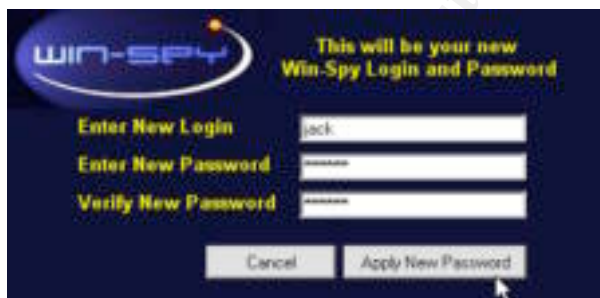 WIN-SPY
This will be your new
Win-Spy Login and Password
Enter New Login
jack
Enter New Password
******
Verify New Password
******
Cancel
Apply New Password